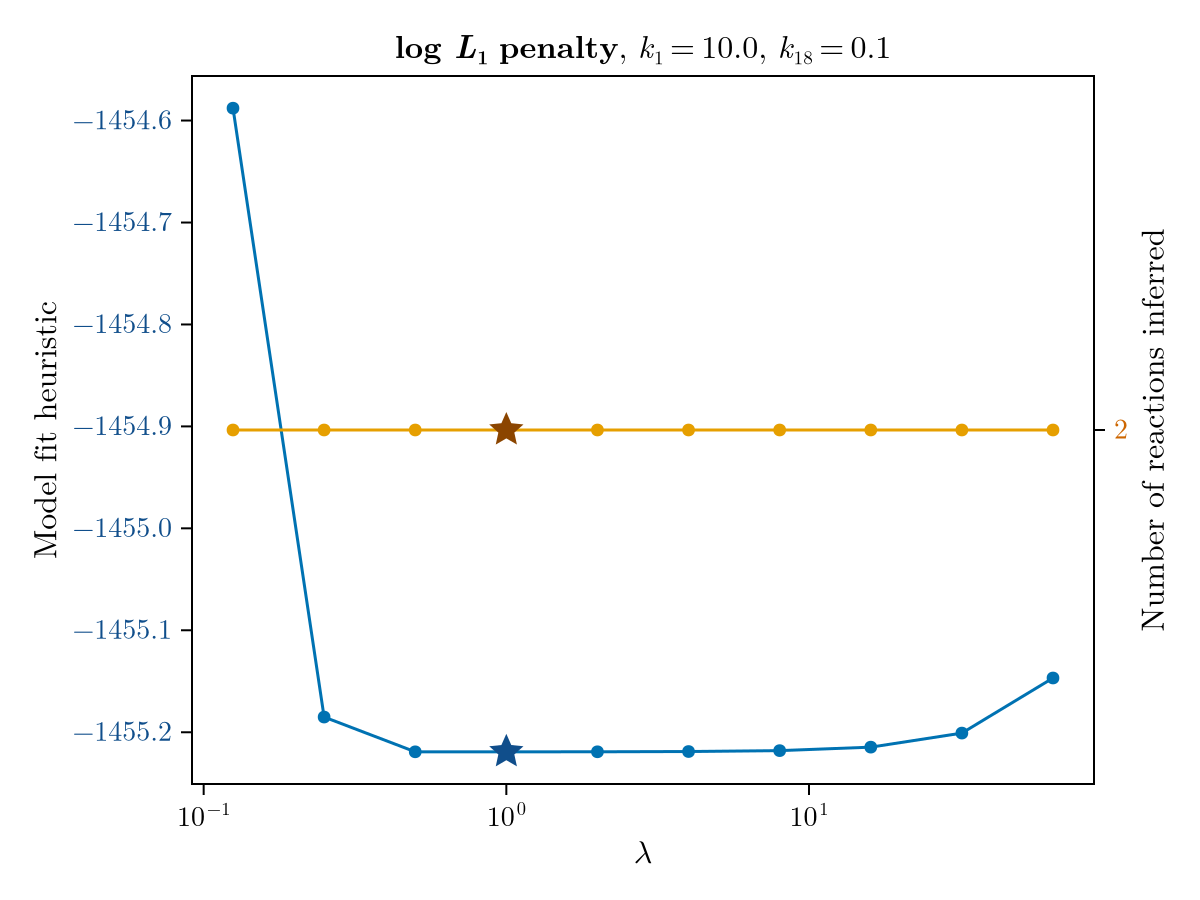 log L₁ penalty, k₁ = 10.0, k₁₈ = 0.1
Model fit heuristic
−1454.6
−1454.7
−1454.8
−1454.9
−1455.0
−1455.1
−1455.2
2
Number of reactions inferred
10⁻¹
10⁰
10¹
λ